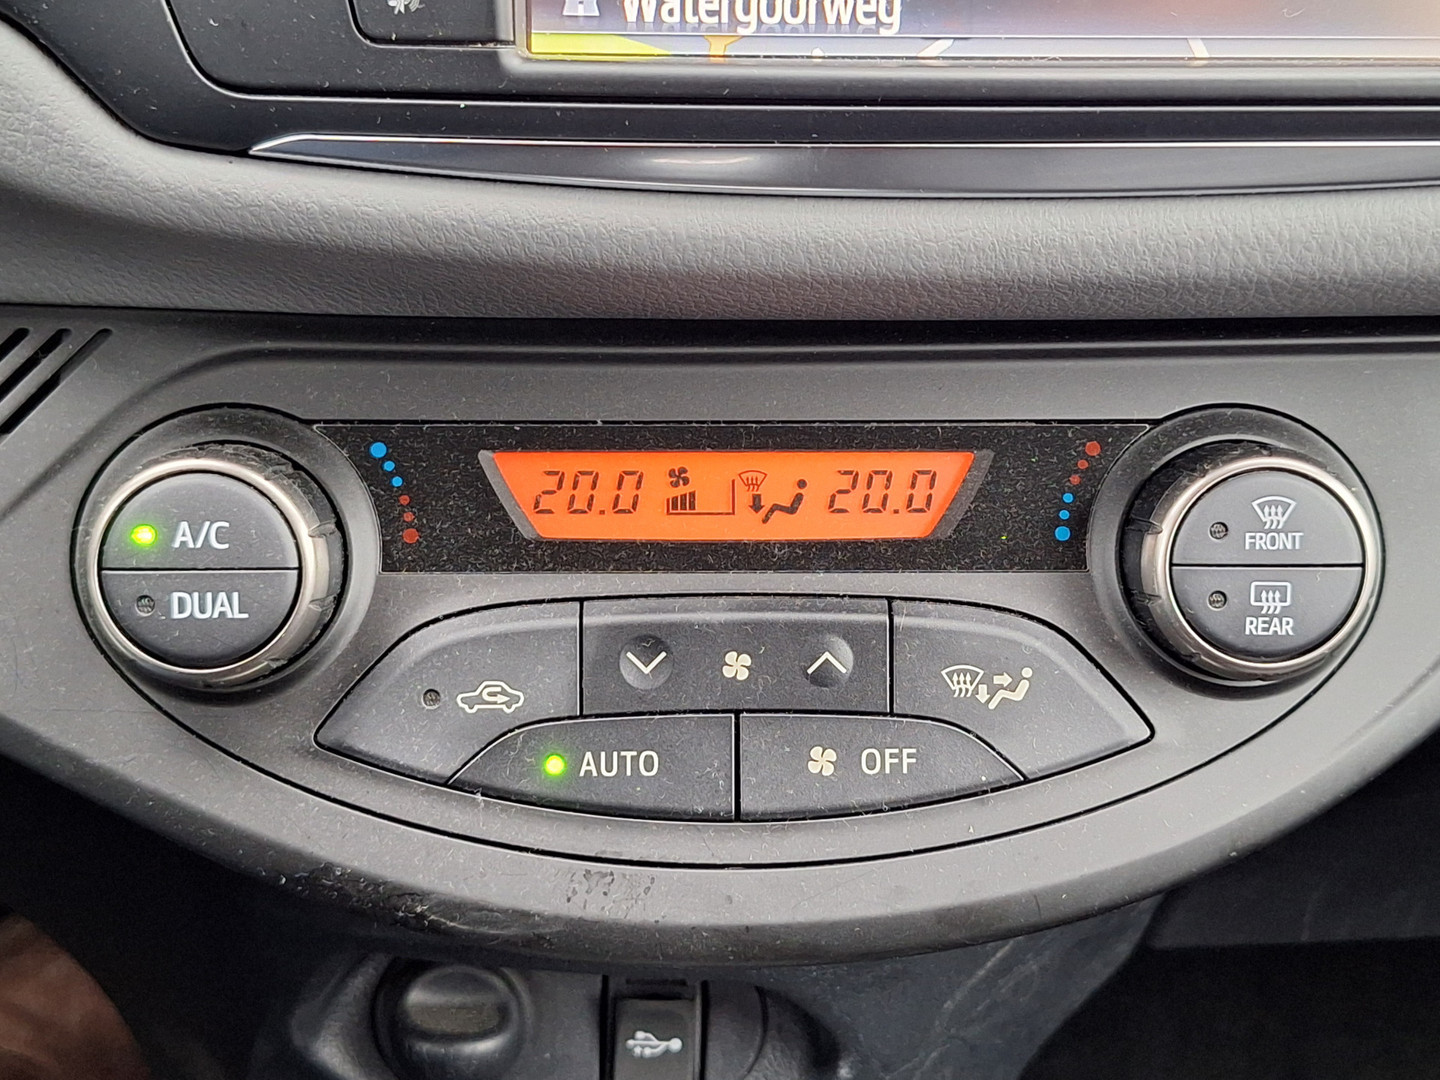 Watergoorweg
20.0 20.0
A/C
DUAL
FRONT
REAR
AUTO
OFF